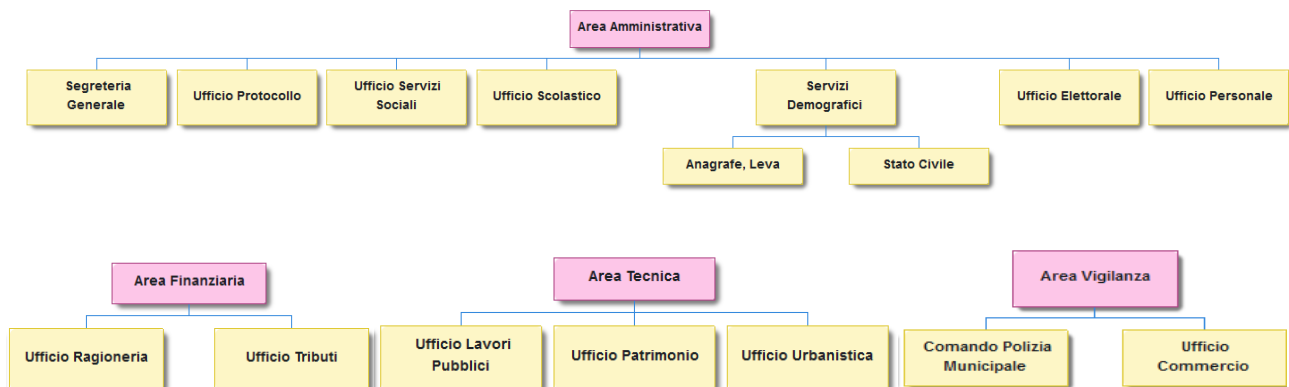 Area Amministrativa
Segreteria
Generale
Ufficio Protocollo
Ufficio Servizi
Sociali
Ufficio Scolastico
Servizi
Demografici
Ufficio Elettorale
Ufficio Personale
Anagrafe, Leva
Stato Civile
Area Finanziaria
Ufficio Ragioneria
Ufficio Tributi
Area Tecnica
Ufficio Lavori
Pubblici
Ufficio Patrimonio
Ufficio Urbanistica
Area Vigilanza
Comando Polizia
Municipale
Ufficio
Commercio